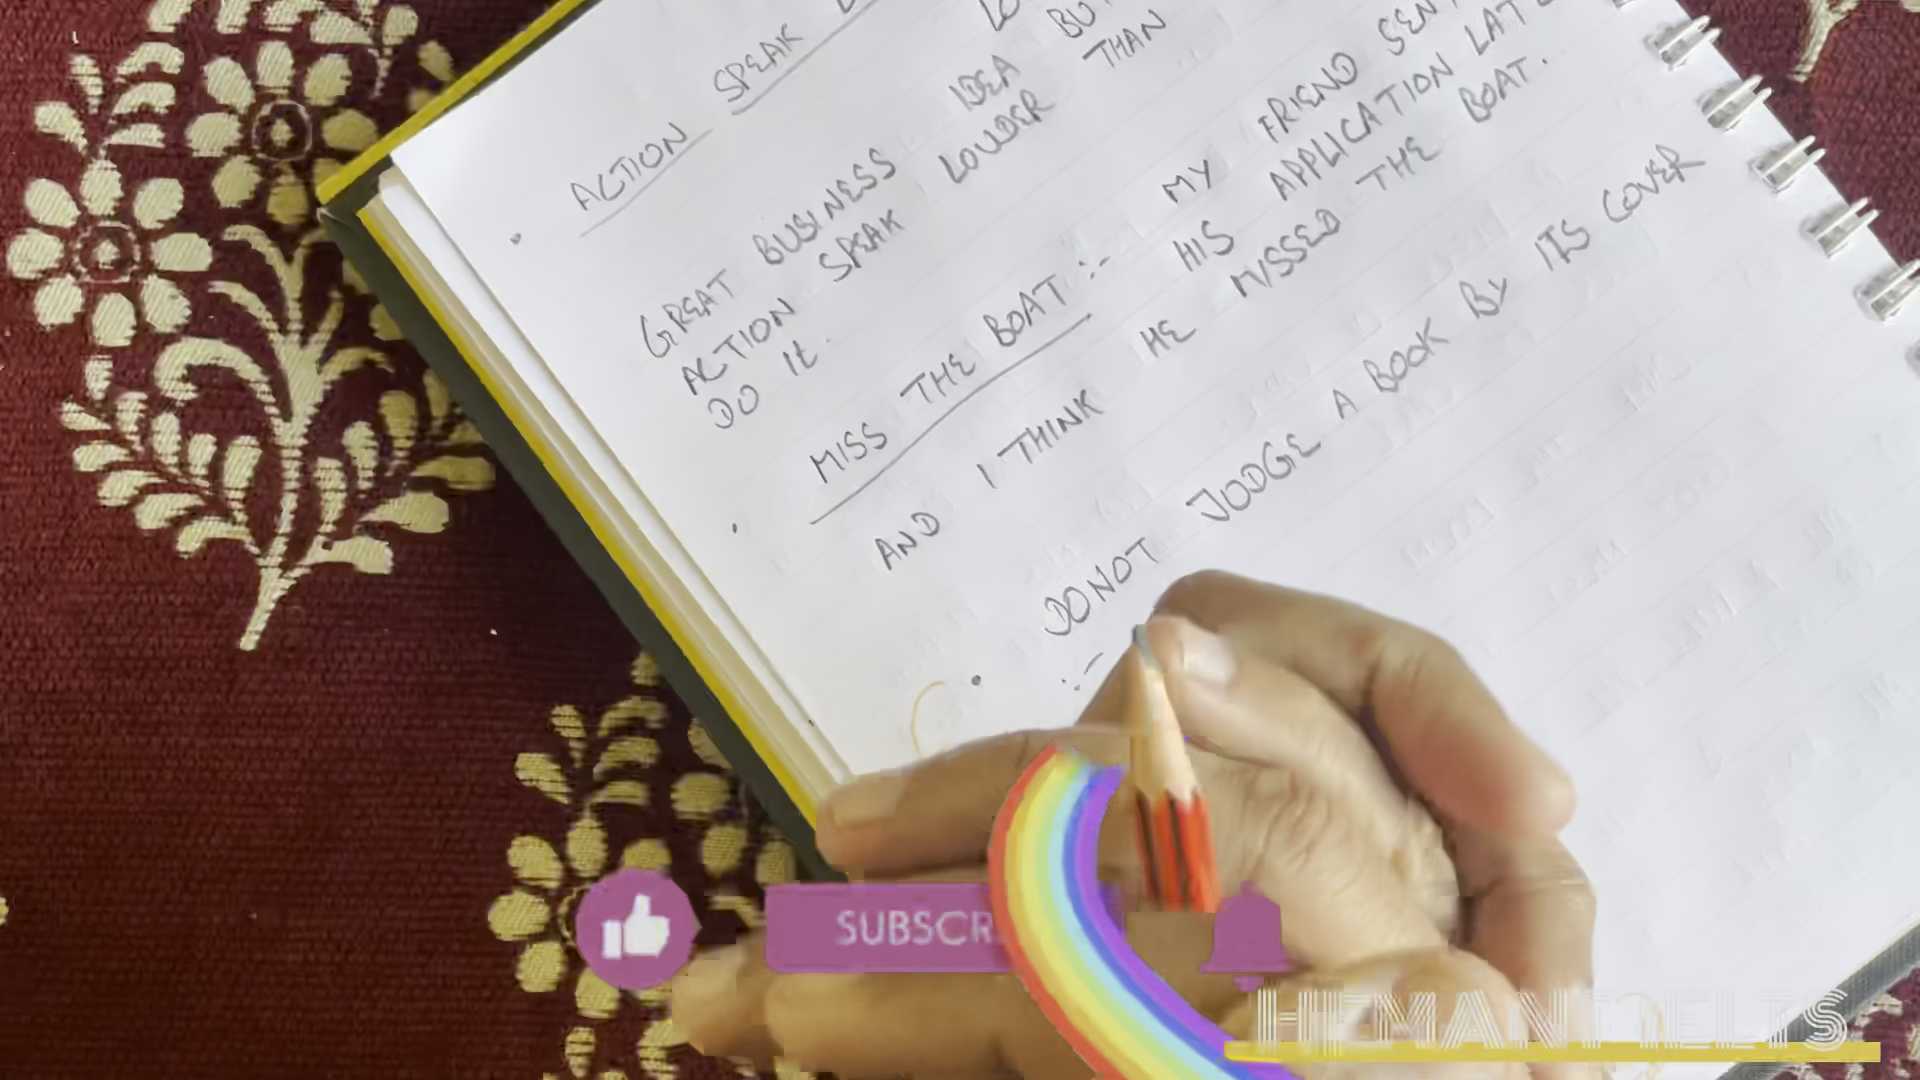 ACTION SPEAK
GREAT BUSINESS IDEA BUT
ACTION SPEAK LOUDER THAN
DO It.
MISS THE BOAT :- MY FRIEND SENT
HIS APPLICATION LATE
AND I THINK HE MISSED THE BOAT.
DONOT JUDGE A BOOK BY ITS COVER
:-
SUBSCR
HEMANTIELTS